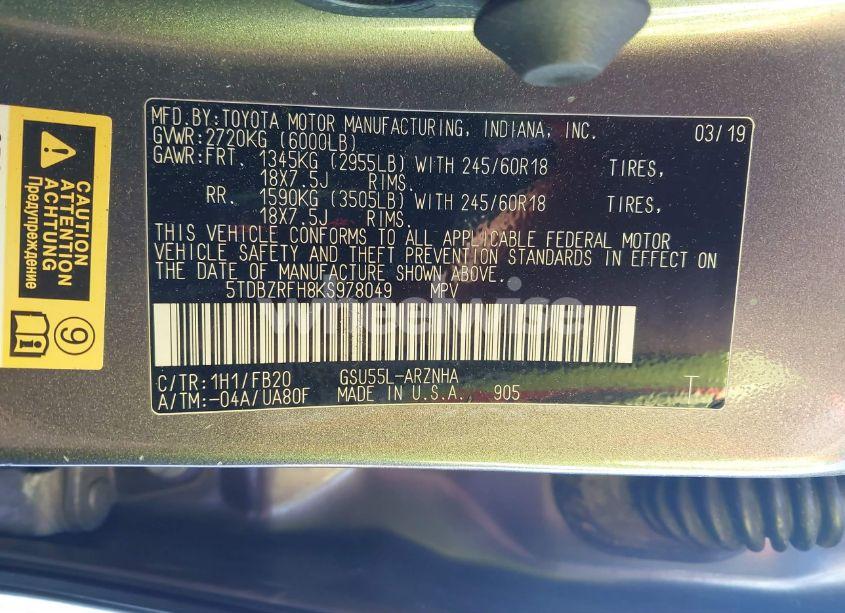 CAUTION
ATTENTION
ACHTUNG
Предупреждение
9
MFD.BY:TOYOTA MOTOR MANUFACTURING, INDIANA, INC. 03/19
GVWR:2720KG (6000LB)
GAWR:FRT. 1345KG (2955LB) WITH 245/60R18 TIRES,
18X7.5J RIMS.
RR. 1590KG (3505LB) WITH 245/60R18 TIRES,
18X7.5J RIMS.
THIS VEHICLE CONFORMS TO ALL APPLICABLE FEDERAL MOTOR
VEHICLE SAFETY AND THEFT PREVENTION STANDARDS IN EFFECT ON
THE DATE OF MANUFACTURE SHOWN ABOVE.
5TDBZRFH8KS978049 MPV
wheelwise
C/TR:1H1/FB20 GSU55L-ARZNHA
A/TM:-04A/UA80F MADE IN U.S.A. 905 T